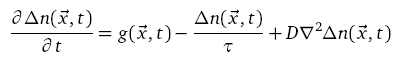 ∂Δn(x⃗,t)/∂t = g(x⃗,t) − Δn(x⃗,t)/τ + D∇²Δn(x⃗,t)